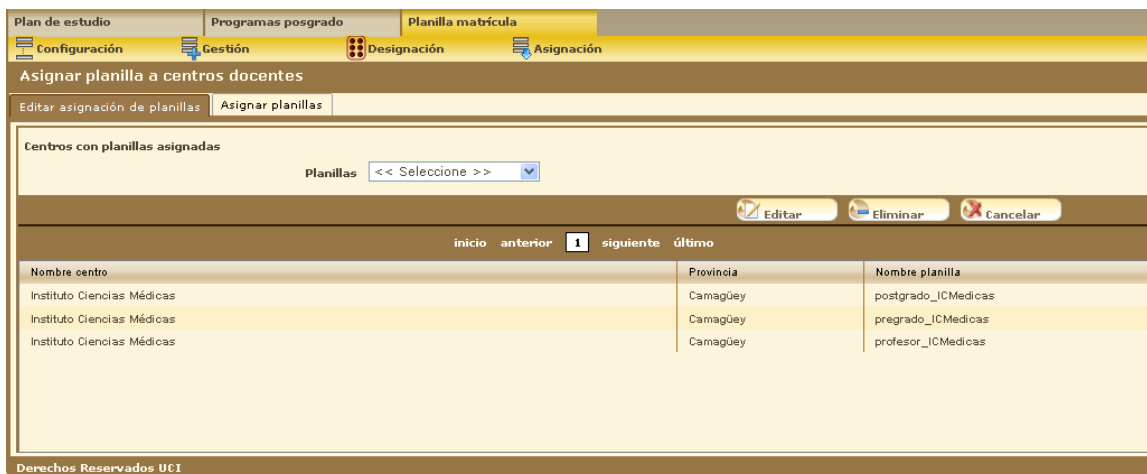 Plan de estudio Programas posgrado Planilla matrícula
Configuración Gestión Designación Asignación
Asignar planilla a centros docentes
Editar asignación de planillas Asignar planillas
Centros con planillas asignadas
Planillas << Seleccione >>
Editar Eliminar Cancelar
inicio anterior 1 siguiente último
Nombre centro Provincia Nombre planilla
Instituto Ciencias Médicas Camagüey postgrado_ICMedicas
Instituto Ciencias Médicas Camagüey pregrado_ICMedicas
Instituto Ciencias Médicas Camagüey profesor_ICMedicas
Derechos Reservados UCI